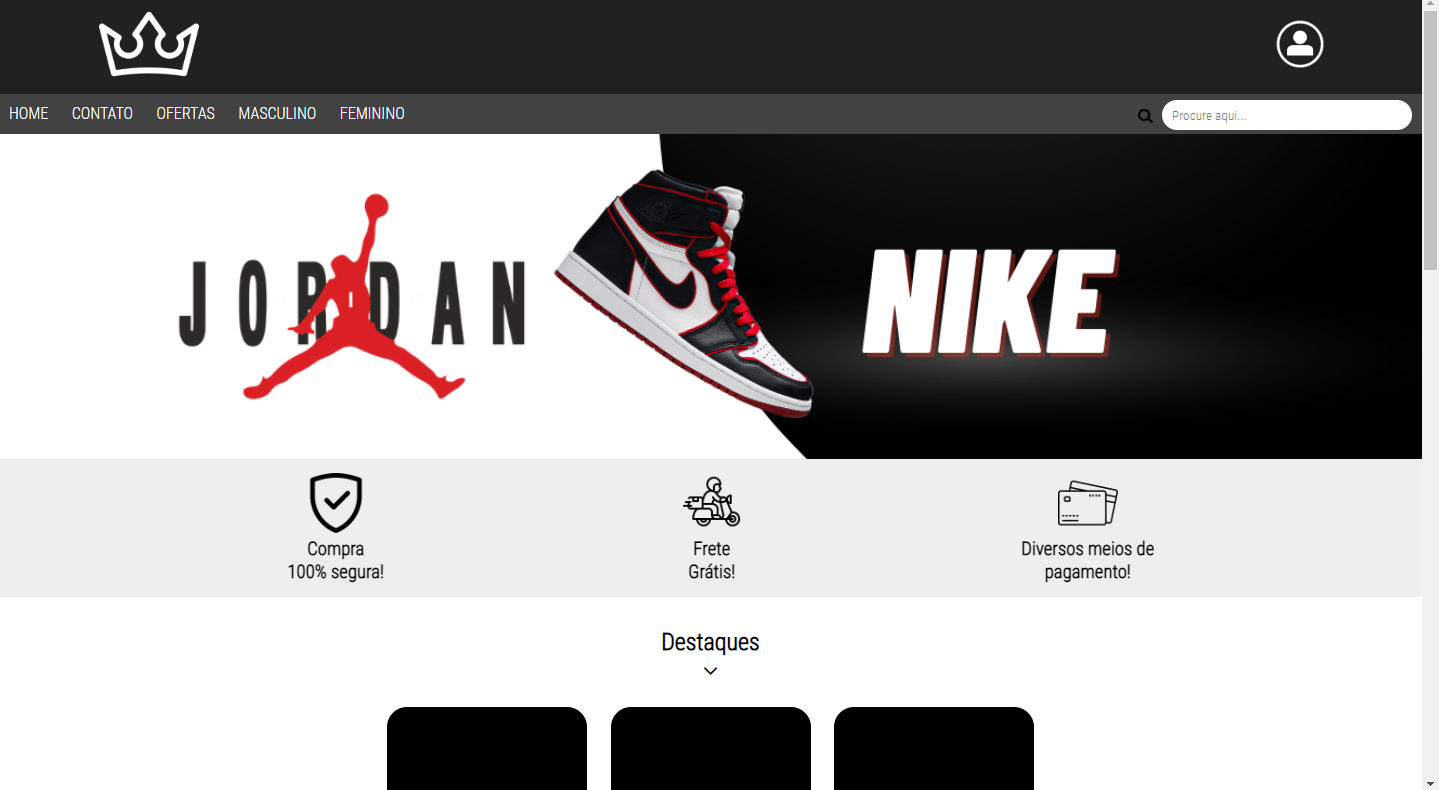 HOME CONTATO OFERTAS MASCULINO FEMININO
Procure aqui...
JORDAN
NIKE
Compra
100% segura!
Frete
Grátis!
Diversos meios de
pagamento!
Destaques